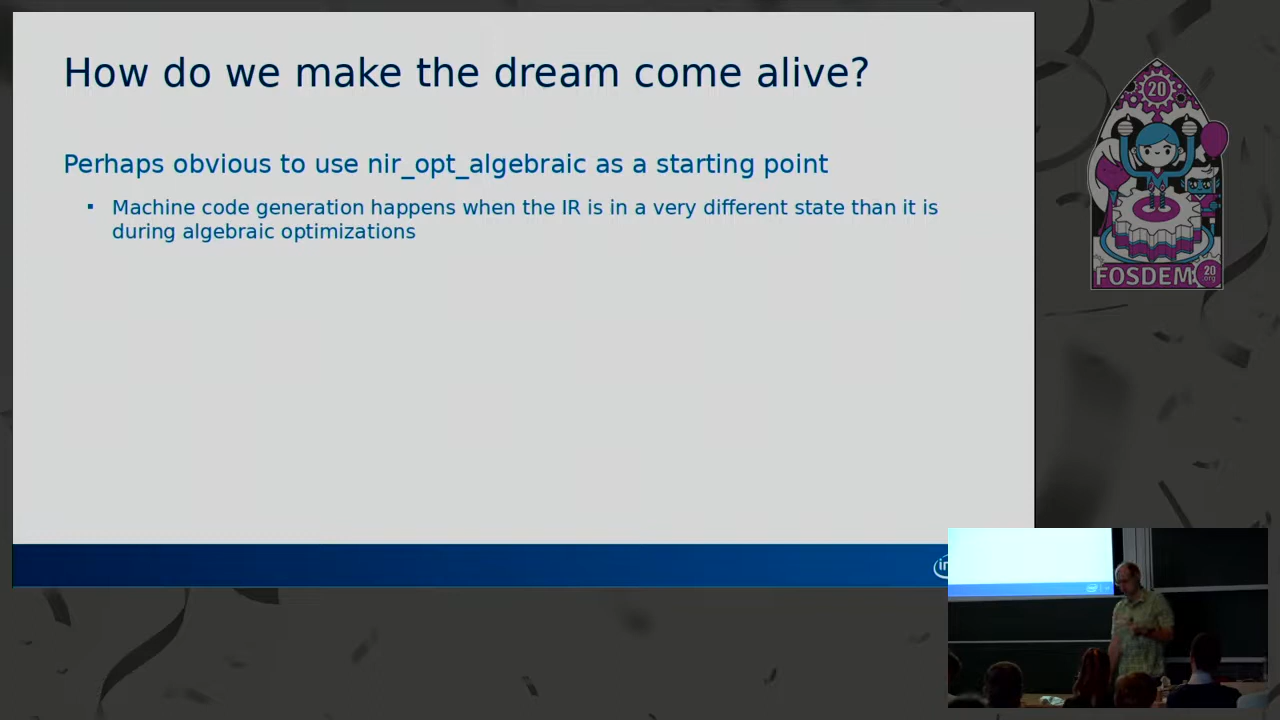 How do we make the dream come alive?
Perhaps obvious to use nir_opt_algebraic as a starting point
Machine code generation happens when the IR is in a very different state than it is
during algebraic optimizations
20
FOSDEM
20
.org